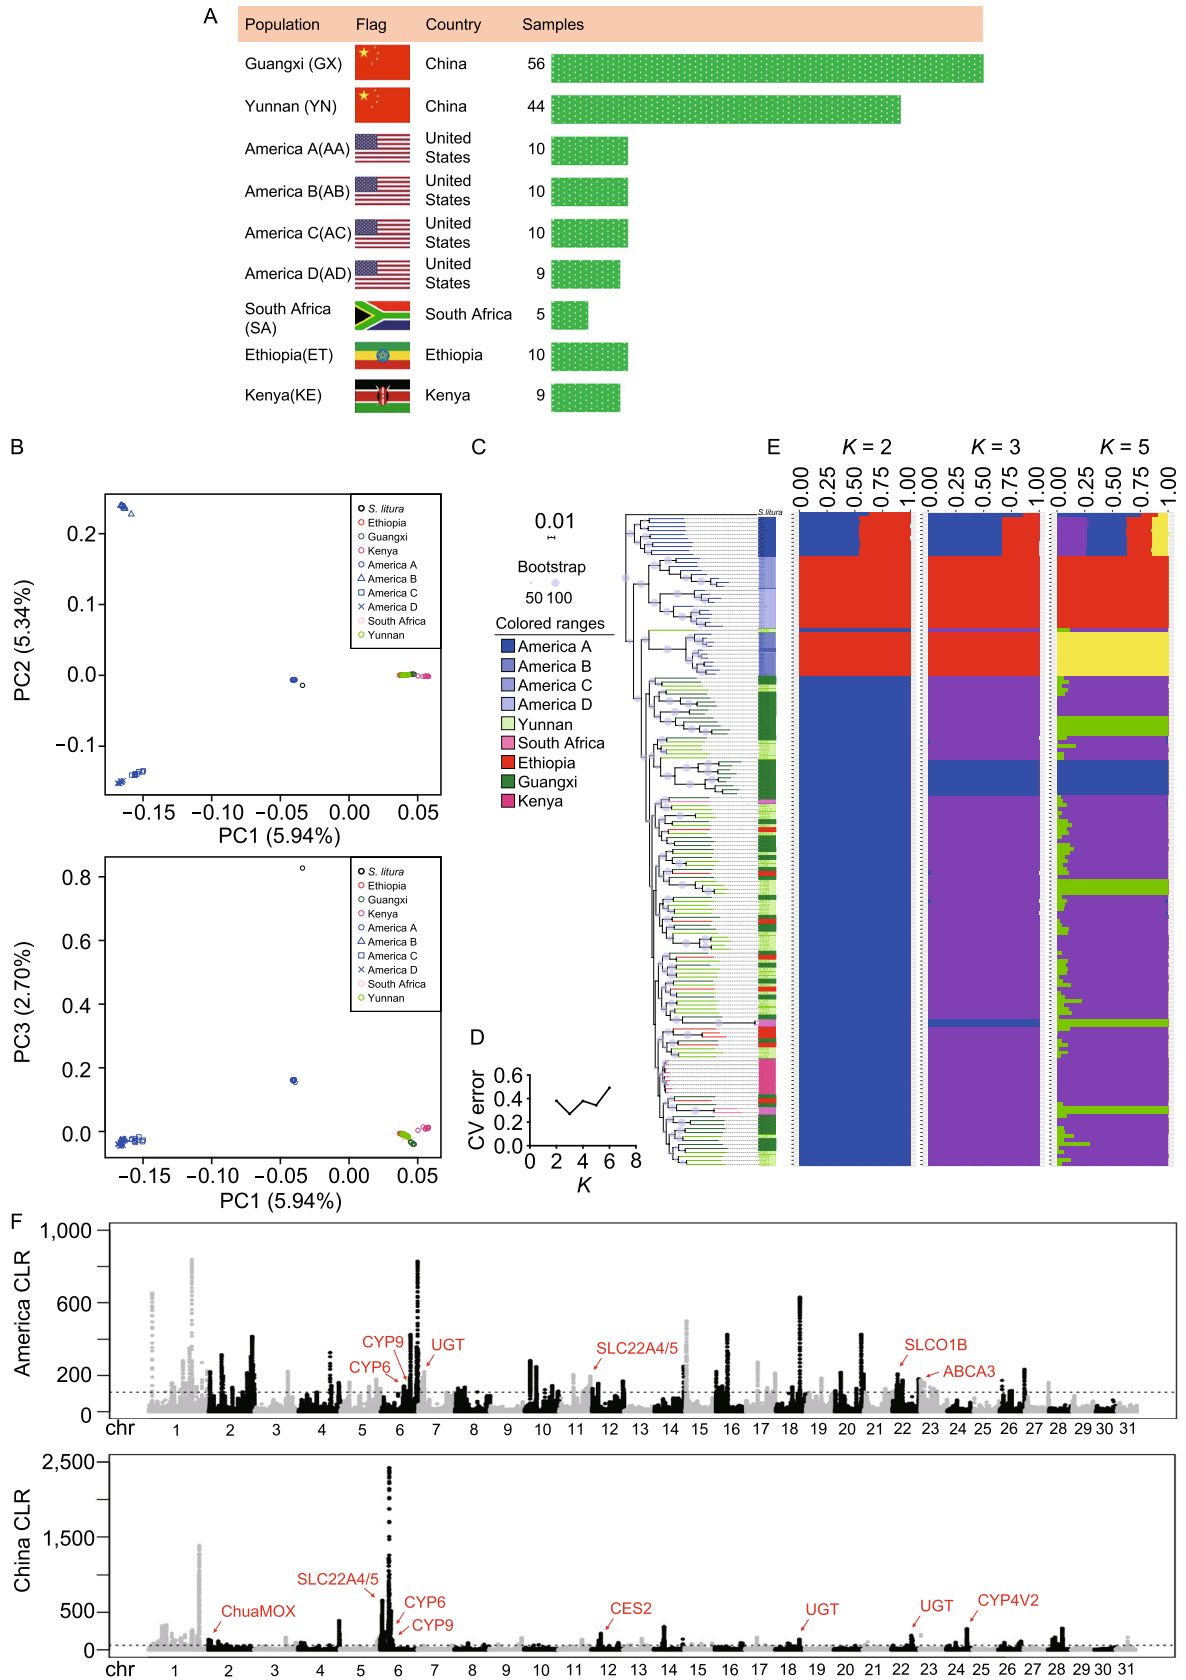 A
Population Flag Country Samples
Guangxi (GX) China 56
Yunnan (YN) China 44
America A(AA) United States 10
America B(AB) United States 10
America C(AC) United States 10
America D(AD) United States 9
South Africa (SA) South Africa 5
Ethiopia(ET) Ethiopia 10
Kenya(KE) Kenya 9
B
PC2 (5.34%)
0.2
0.1
0.0
−0.1
−0.15 −0.10 −0.05 0.00 0.05
PC1 (5.94%)
S. litura
Ethiopia
Guangxi
Kenya
America A
America B
America C
America D
South Africa
Yunnan
PC3 (2.70%)
0.8
0.6
0.4
0.2
0.0
−0.15 −0.10 −0.05 0.00 0.05
PC1 (5.94%)
S. litura
Ethiopia
Guangxi
Kenya
America A
America B
America C
America D
South Africa
Yunnan
C
0.01
Bootstrap
50 100
Colored ranges
America A
America B
America C
America D
Yunnan
South Africa
Ethiopia
Guangxi
Kenya
S.litura
D
CV error
0.6
0.4
0.2
0.0
0 2 4 6 8
K
E
K = 2 K = 3 K = 5
0.00 0.25 0.50 0.75 1.00
0.00 0.25 0.50 0.75 1.00
0.00 0.25 0.50 0.75 1.00
F
America CLR
1,000
600
200
0
CYP9
CYP6
UGT
SLC22A4/5
SLCO1B
ABCA3
chr 1 2 3 4 5 6 7 8 9 10 11 12 13 14 15 16 17 18 19 20 21 22 23 24 25 26 27 28 29 30 31
China CLR
2,500
1,500
500
0
ChuaMOX
SLC22A4/5
CYP6
CYP9
CES2
UGT
UGT
CYP4V2
chr 1 2 3 4 5 6 7 8 9 10 11 12 13 14 15 16 17 18 19 20 21 22 23 24 25 26 27 28 29 30 31